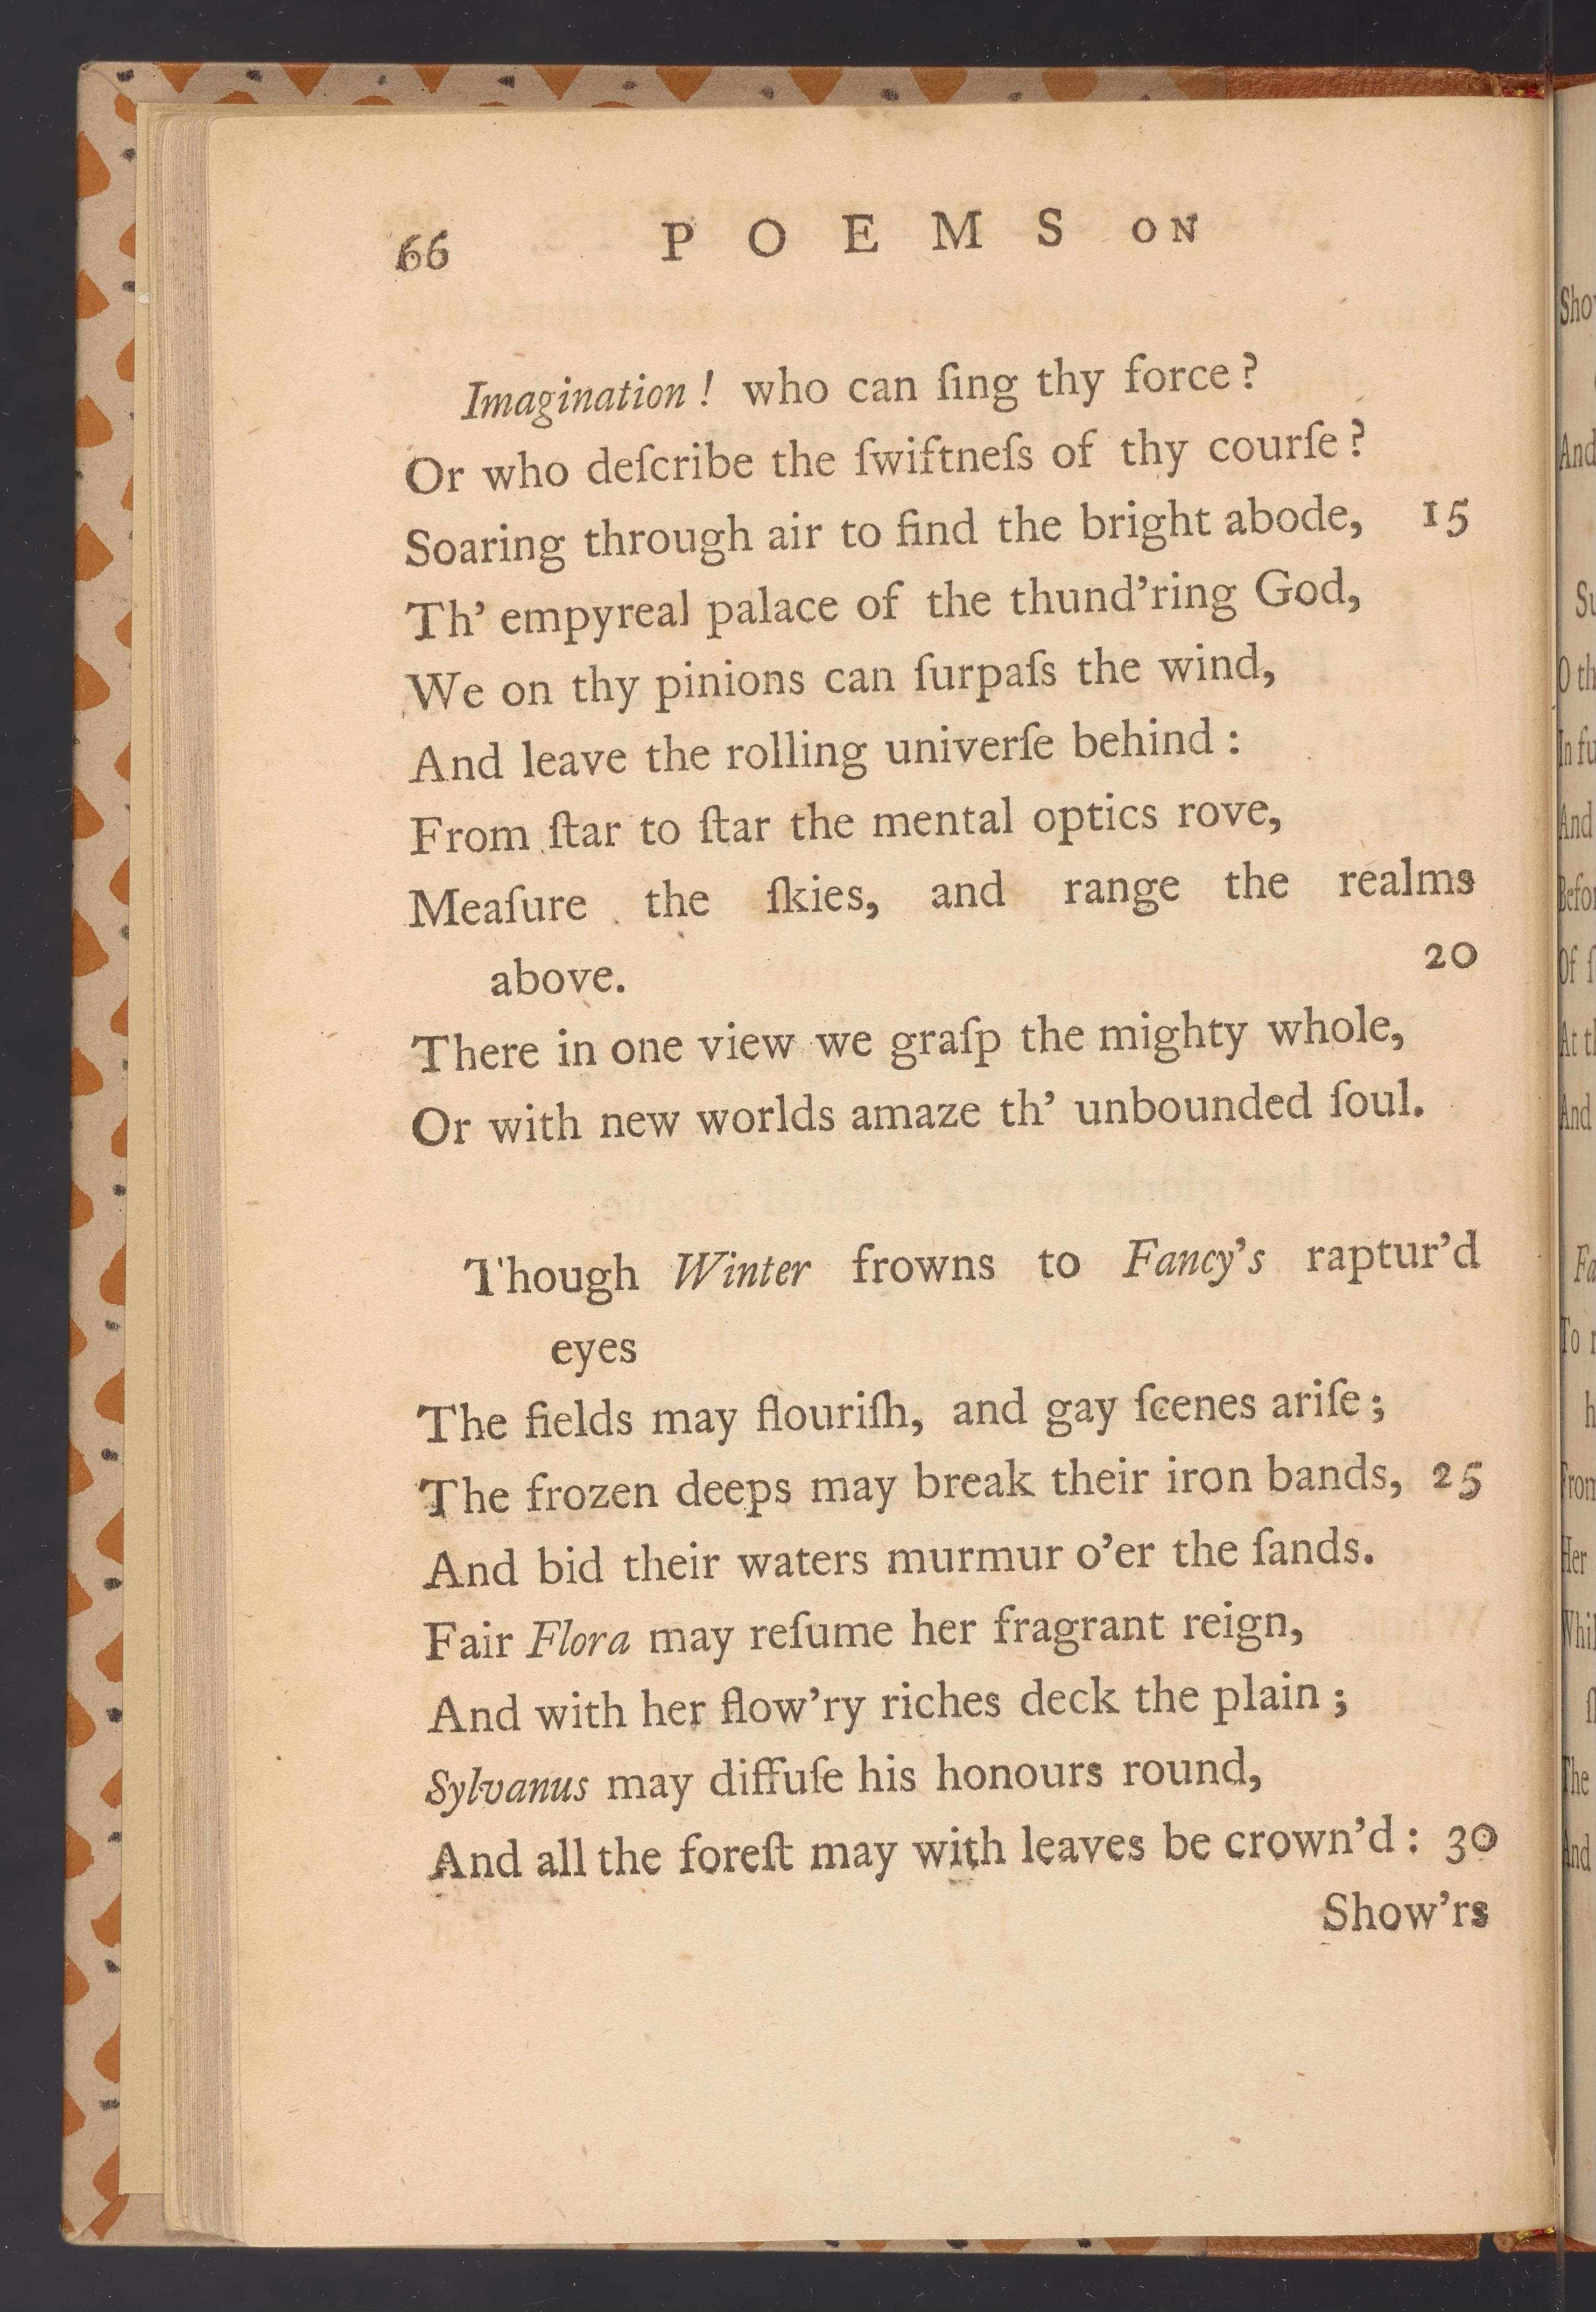 66 POEMS ON
Imagination! who can ſing thy force?
Or who deſcribe the ſwiftneſs of thy courſe?
Soaring through air to find the bright abode, 15
Th' empyreal palace of the thund'ring God,
We on thy pinions can ſurpaſs the wind,
And leave the rolling univerſe behind:
From ſtar to ſtar the mental optics rove,
Meaſure the ſkies, and range the realms
above. 20
There in one view we graſp the mighty whole,
Or with new worlds amaze th' unbounded ſoul.
Though Winter frowns to Fancy's raptur'd
eyes
The fields may flouriſh, and gay ſcenes ariſe;
The frozen deeps may break their iron bands, 25
And bid their waters murmur o'er the ſands.
Fair Flora may reſume her fragrant reign,
And with her flow'ry riches deck the plain;
Sylvanus may diffuſe his honours round,
And all the foreſt may with leaves be crown'd: 30
Show'rs